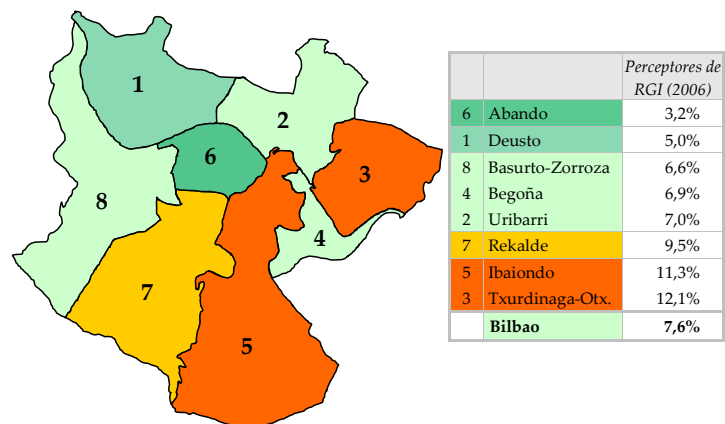 1
2
3
4
5
6
7
8
Perceptores de
RGI (2006)
6 Abando 3,2%
1 Deusto 5,0%
8 Basurto-Zorroza 6,6%
4 Begoña 6,9%
2 Uribarri 7,0%
7 Rekalde 9,5%
5 Ibaiondo 11,3%
3 Txurdinaga-Otx. 12,1%
Bilbao 7,6%